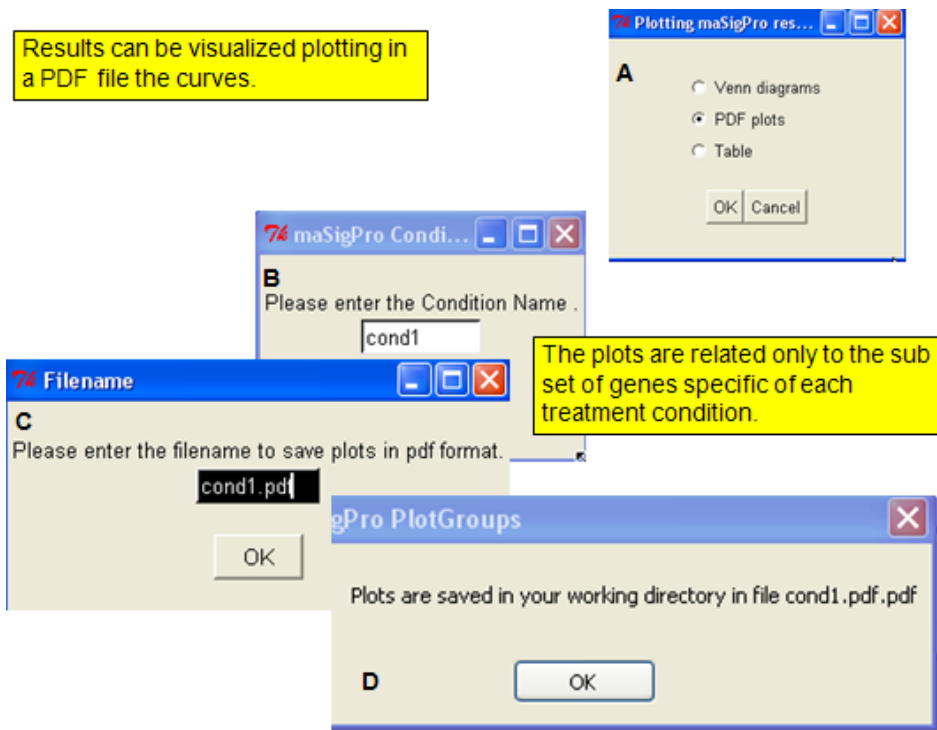 Results can be visualized plotting in
a PDF file the curves.
Plotting maSigPro res...
A
Venn diagrams
PDF plots
Table
OK Cancel
maSigPro Condi...
B
Please enter the Condition Name .
cond1
The plots are related only to the sub
set of genes specific of each
treatment condition.
Filename
C
Please enter the filename to save plots in pdf format.
cond1.pdf
OK
gPro PlotGroups
Plots are saved in your working directory in file cond1.pdf.pdf
D
OK